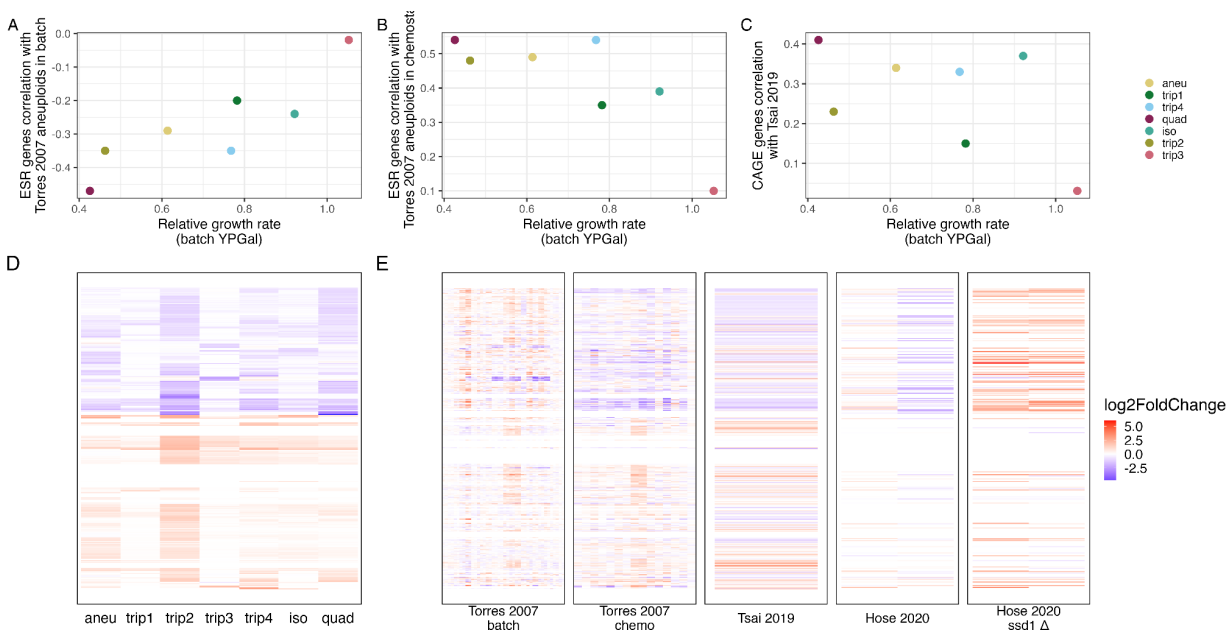 A
ESR genes correlation with
Torres 2007 aneuploids in batch
0.0
-0.1
-0.2
-0.3
-0.4
0.4
0.6
0.8
1.0
Relative growth rate
(batch YPGal)
B
ESR genes correlation with
Torres 2007 aneuploids in chemosta
0.5
0.4
0.3
0.2
0.1
0.4
0.6
0.8
1.0
Relative growth rate
(batch YPGal)
C
CAGE genes correlation
with Tsai 2019
0.4
0.3
0.2
0.1
0.4
0.6
0.8
1.0
Relative growth rate
(batch YPGal)
aneu
trip1
trip4
quad
iso
trip2
trip3
D
aneu trip1 trip2 trip3 trip4 iso quad
E
Torres 2007
batch
Torres 2007
chemo
Tsai 2019
Hose 2020
Hose 2020
ssd1 Δ
log2FoldChange
5.0
2.5
0.0
-2.5